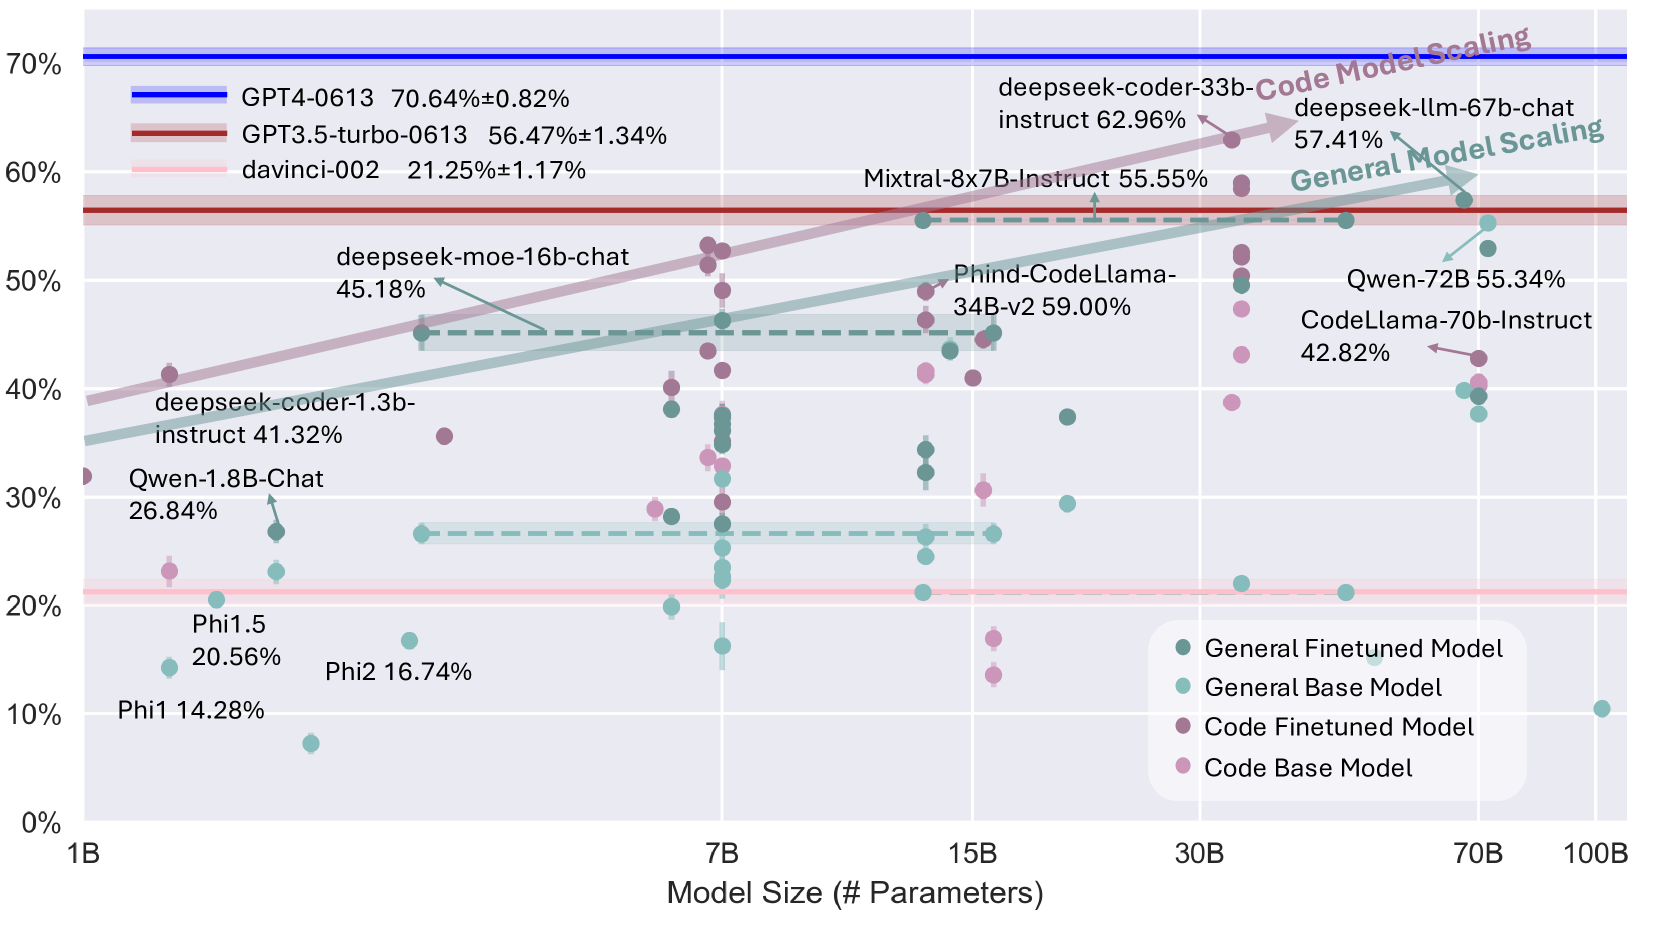 70%
60%
50%
40%
30%
20%
10%
0%
GPT4-0613 70.64%±0.82%
GPT3.5-turbo-0613 56.47%±1.34%
davinci-002 21.25%±1.17%
Code Model Scaling
deepseek-coder-33b-
instruct 62.96%
deepseek-llm-67b-chat
57.41%
General Model Scaling
Mixtral-8x7B-Instruct 55.55%
deepseek-moe-16b-chat
45.18%
Phind-CodeLlama-
34B-v2 59.00%
Qwen-72B 55.34%
CodeLlama-70b-Instruct
42.82%
deepseek-coder-1.3b-
instruct 41.32%
Qwen-1.8B-Chat
26.84%
Phi1.5
20.56%
Phi2 16.74%
Phi1 14.28%
General Finetuned Model
General Base Model
Code Finetuned Model
Code Base Model
1B 7B 15B 30B 70B 100B
Model Size (# Parameters)